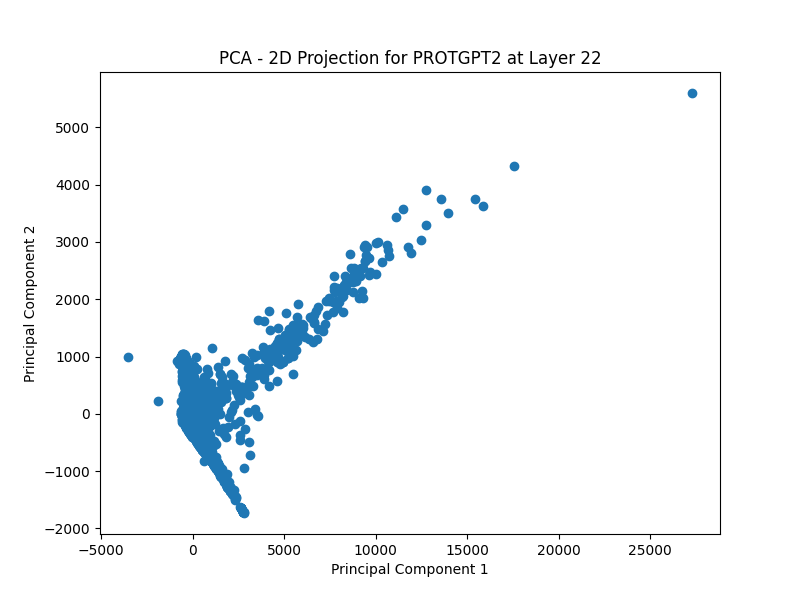 PCA - 2D Projection for PROTGPT2 at Layer 22
5000
4000
3000
2000
1000
0
−1000
−2000
Principal Component 2
−5000 0 5000 10000 15000 20000 25000
Principal Component 1